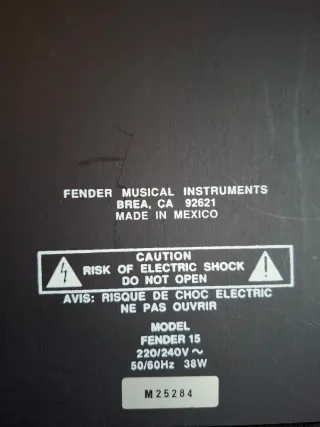 FENDER MUSICAL INSTRUMENTS
BREA, CA 92621
MADE IN MEXICO
CAUTION
RISK OF ELECTRIC SHOCK
DO NOT OPEN
AVIS: RISQUE DE CHOC ELECTRIC
NE PAS OUVRIR
MODEL
FENDER 15
220/240V ~
50/60Hz 38W
M25284